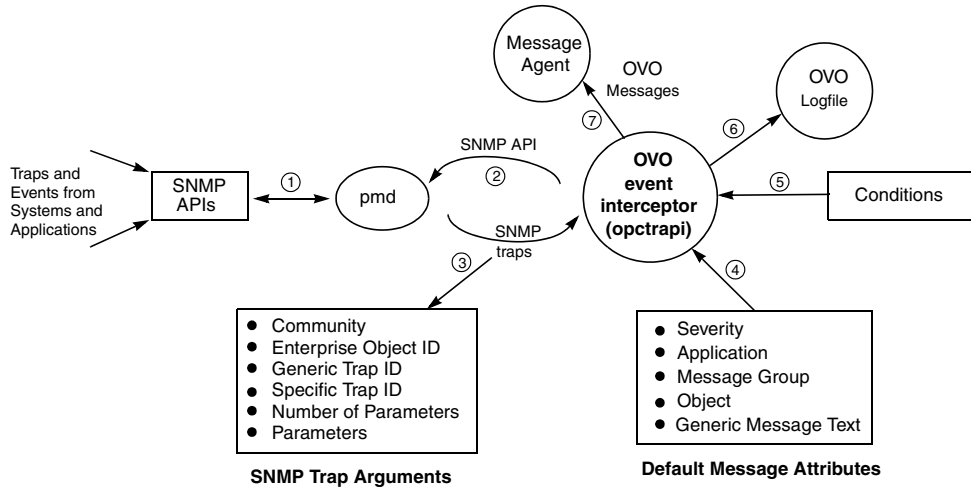 Message
Agent
OVO
Messages
OVO
Logfile
⑦
⑥
SNMP API
②
Traps and
Events from
Systems and
Applications
SNMP
APIs
①
pmd
OVO
event
interceptor
(opctrapi)
⑤
Conditions
SNMP
traps
③
④
● Community
● Enterprise Object ID
● Generic Trap ID
● Specific Trap ID
● Number of Parameters
● Parameters
SNMP Trap Arguments
● Severity
● Application
● Message Group
● Object
● Generic Message Text
Default Message Attributes